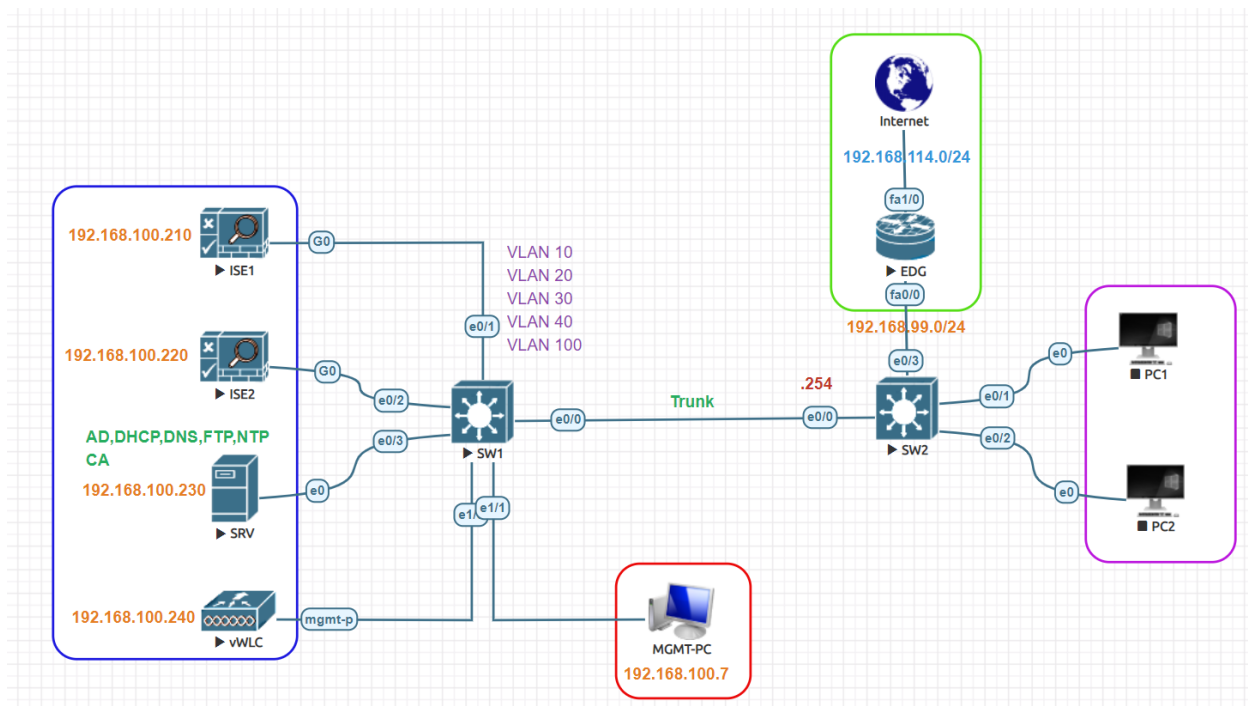 Internet
192.168.114.0/24
fa1/0
EDG
fa0/0
192.168.99.0/24
e0/3
192.168.100.210
ISE1
G0
VLAN 10
VLAN 20
VLAN 30
VLAN 40
VLAN 100
e0/1
192.168.100.220
ISE2
G0
e0/2
AD,DHCP,DNS,FTP,NTP
CA
192.168.100.230
SRV
e0
e0/3
SW1
e0/0
Trunk
.254
e0/0
SW2
e0/1
e0
PC1
e0/2
e0
PC2
e1/
e1/1
192.168.100.240
vWLC
mgmt-p
MGMT-PC
192.168.100.7